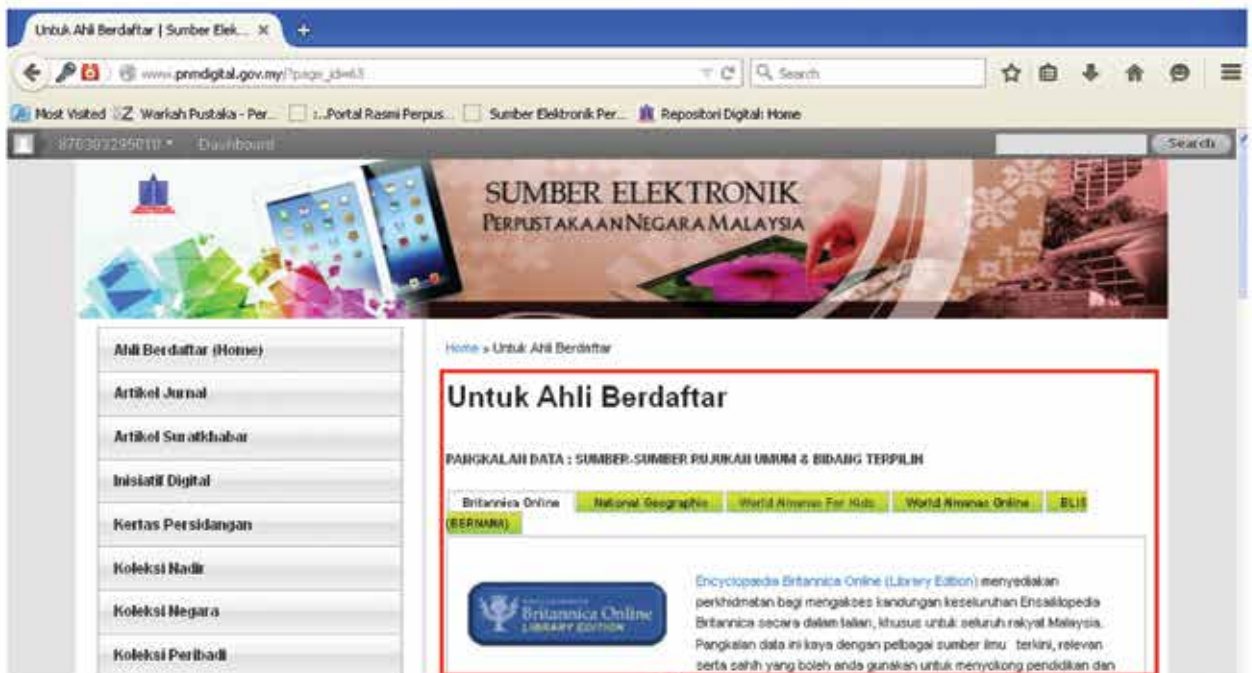 Untuk Ahli Berdaftar | Sumber Elek...
www.pnmdigital.gov.my/?page_id=63
Search
Most Visited Warkah Pustaka - Per... :..Portal Rasmi Perpus... Sumber Elektronik Per... Repositori Digital: Home
870303295010 Dashboard Search
SUMBER ELEKTRONIK
PERPUSTAKAAN NEGARA MALAYSIA
Ahli Berdaftar (Home)
Artikel Jurnal
Artikel Suratkhabar
Inisiatif Digital
Kertas Persidangan
Koleksi Nadir
Koleksi Negara
Koleksi Peribadi
Home » Untuk Ahli Berdaftar
Untuk Ahli Berdaftar
PANGKALAN DATA : SUMBER-SUMBER RUJUKAN UMUM & BIDANG TERPILIH
Britannica Online National Geographic World Almanac For Kids World Almanac Online BLIS
(BERNAMA)
Britannica Online
LIBRARY EDITION
Encyclopaedia Britannica Online (Library Edition) menyediakan
perkhidmatan bagi mengakses kandungan keseluruhan Ensaiklopedia
Britannica secara dalam talian, khusus untuk seluruh rakyat Malaysia.
Pangkalan data ini kaya dengan pelbagai sumber ilmu terkini, relevan
serta sahih yang boleh anda gunakan untuk menyokong pendidikan dan